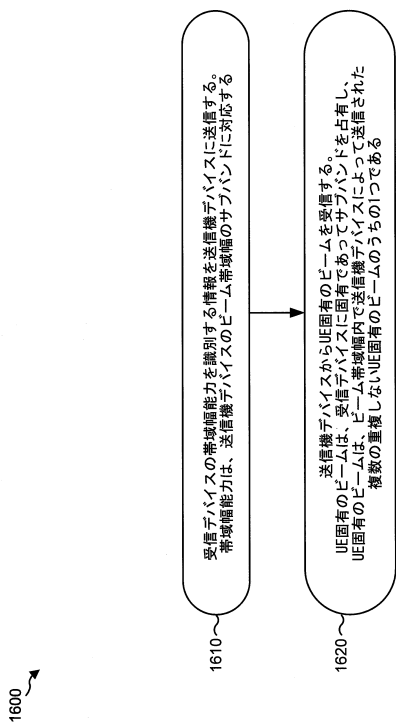 1600
受信デバイスの帯域幅能力を識別する情報を送信機デバイスに送信する。
帯域幅能力は、送信機デバイスのビーム帯域幅のサブバンドに対応する
1610
送信機デバイスからUE固有のビームを受信する。
UE固有のビームは、受信デバイスに固有であってサブバンドを占有し、
UE固有のビームは、ビーム帯域幅内で送信機デバイスによって送信された
複数の重複しないUE固有のビームのうちの1つである
1620